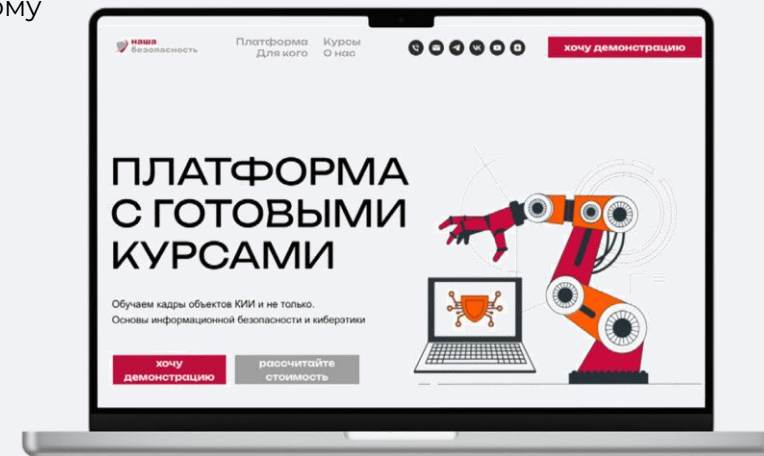 ому
наша
безопасность
Платформа Курсы
Для кого О нас
хочу демонстрацию
ПЛАТФОРМА
С ГОТОВЫМИ
КУРСАМИ
Обучаем кадры объектов КИИ и не только.
Основы информационной безопасности и киберэтики
хочу
демонстрацию
рассчитайте
стоимость